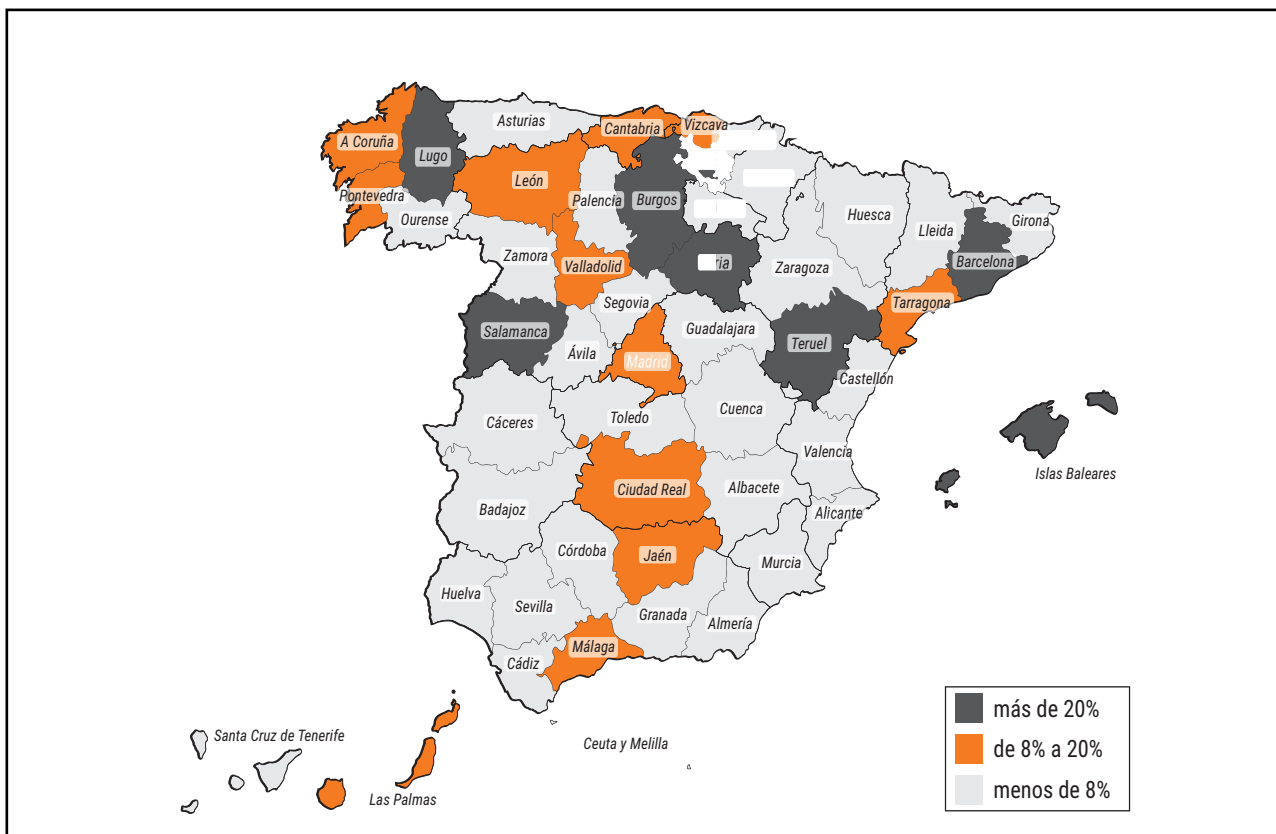 Asturias
Cantabria
Vizcaya
A Coruña
Lugo
León
Pontevedra
Palencia
Burgos
Ourense
Huesca
Girona
Lleida
Zamora
Valladolid
Zaragoza
Barcelona
Segovia
Tarragona
Salamanca
Guadalajara
Teruel
Ávila
Madrid
Castellón
Cuenca
Toledo
Cáceres
Valencia
Islas Baleares
Ciudad Real
Albacete
Badajoz
Alicante
Córdoba
Jaén
Murcia
Huelva
Sevilla
Granada
Almería
Málaga
Cádiz
más de 20%
Santa Cruz de Tenerife
Ceuta y Melilla
de 8% a 20%
Las Palmas
menos de 8%